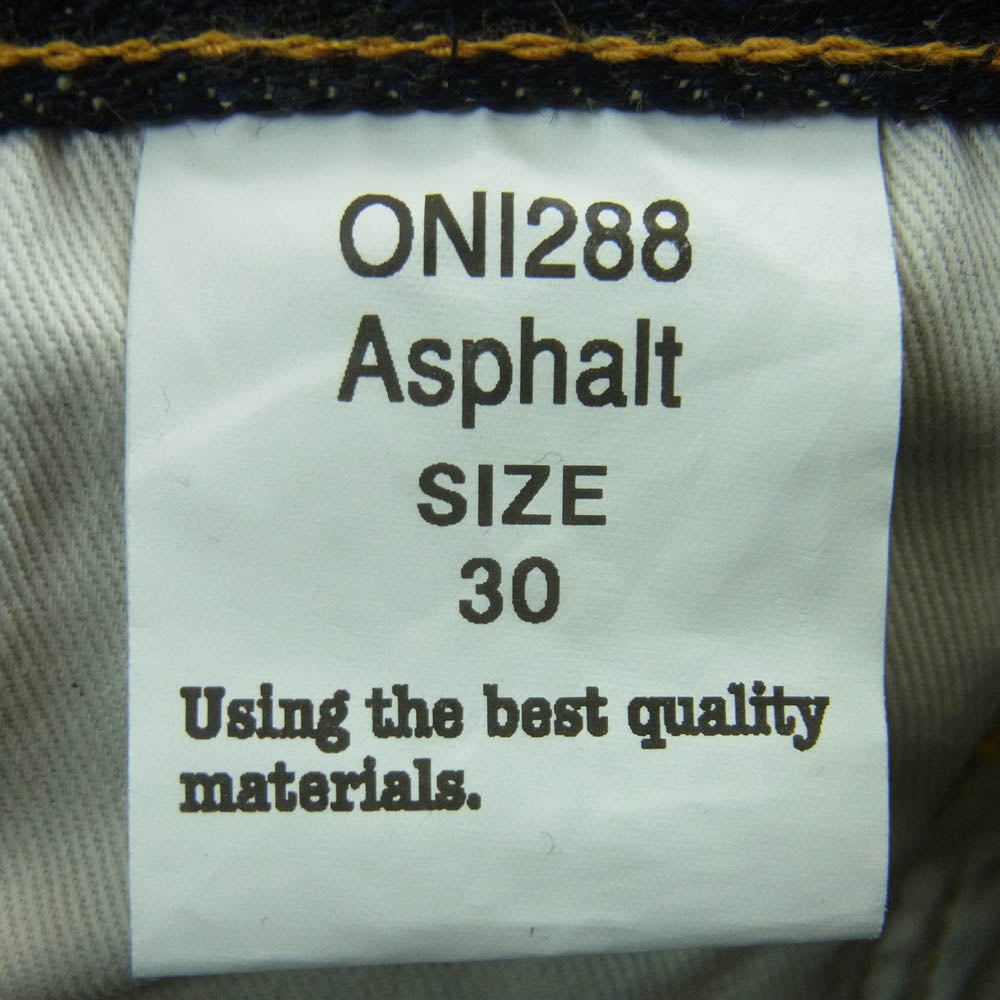 ONI288
Asphalt
SIZE
30
Using the best quality
materials.